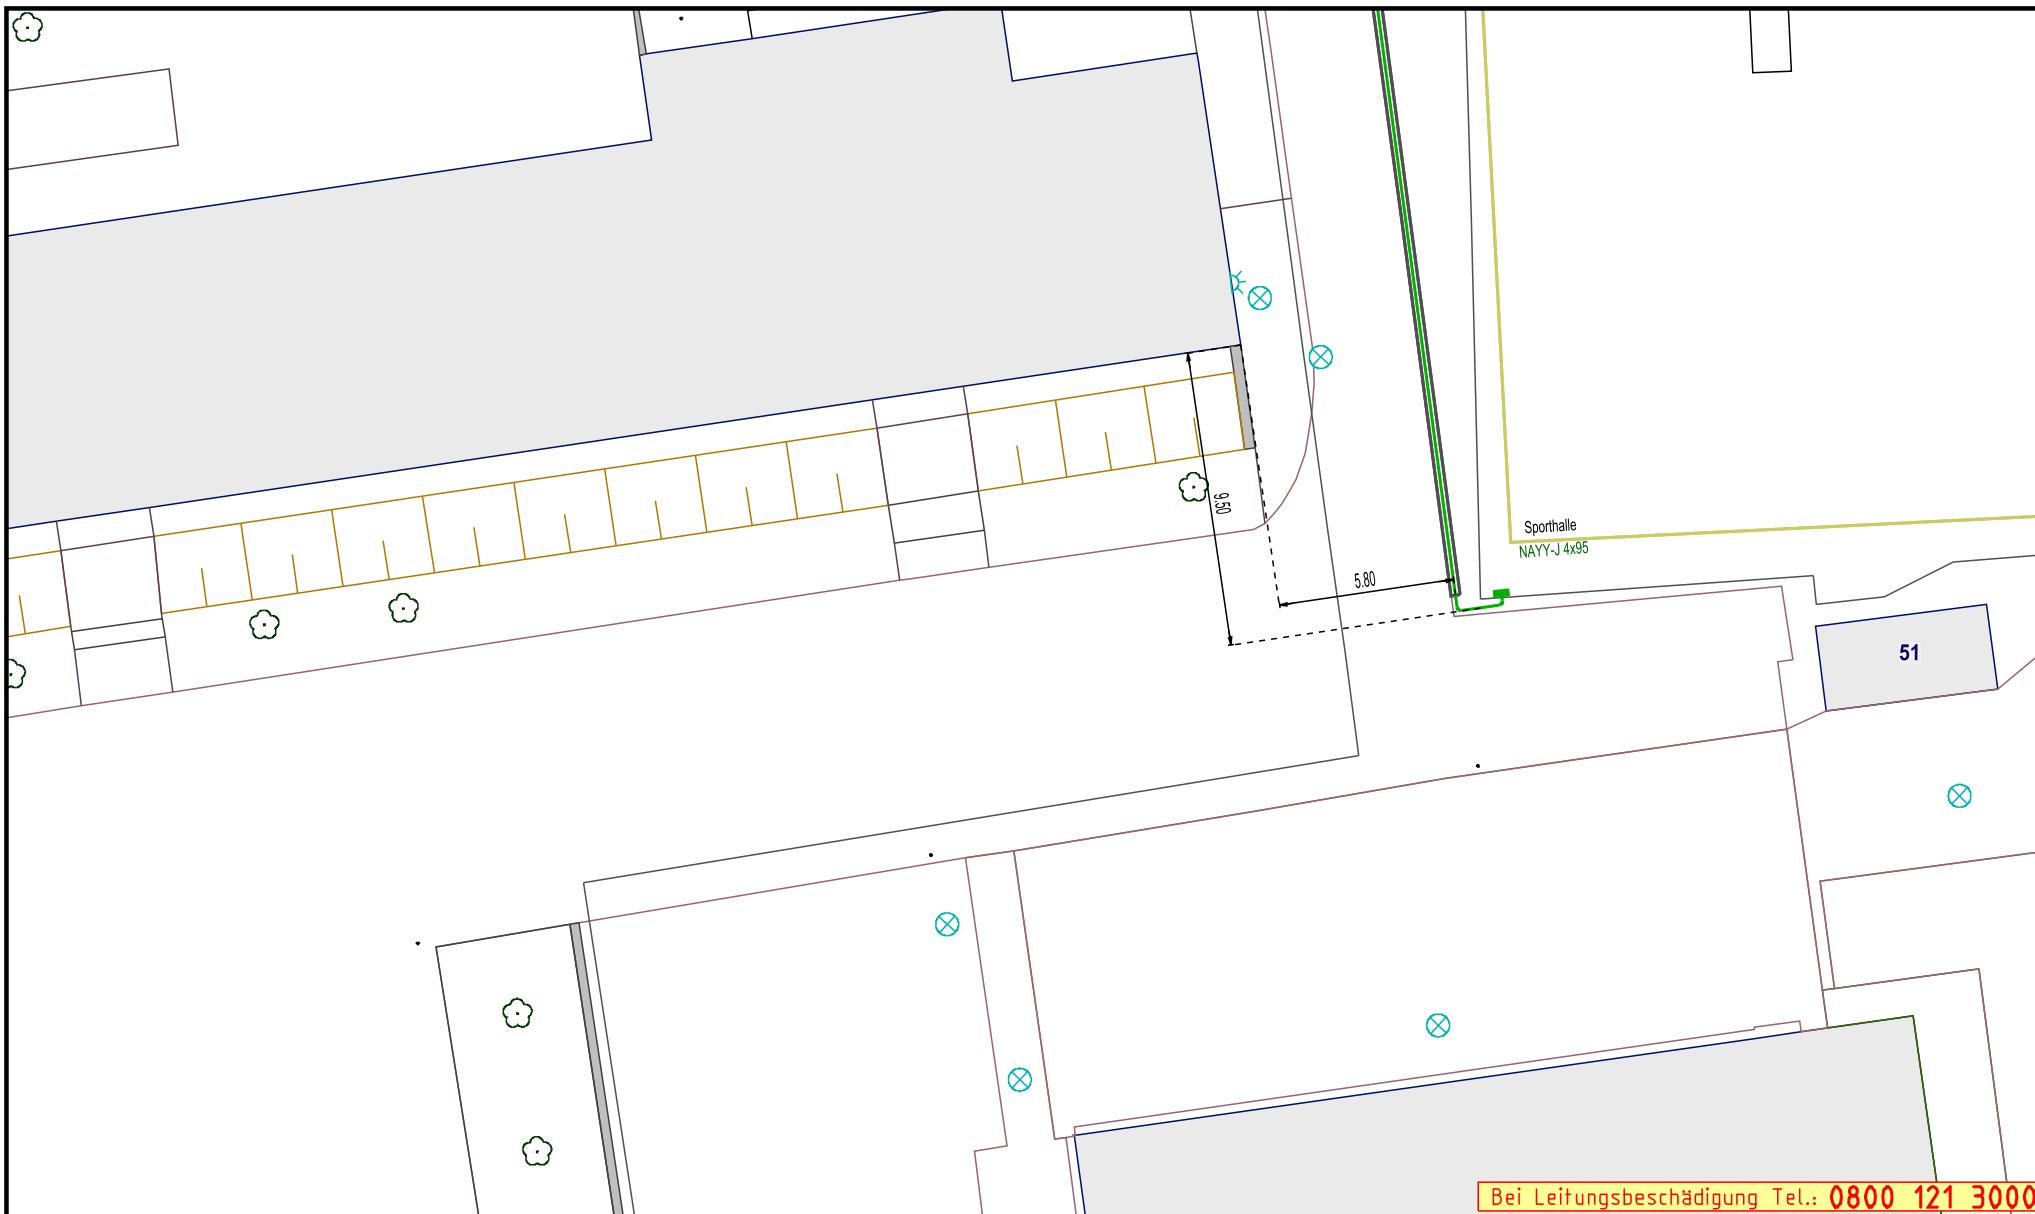 9.50
Sporthalle
NAYY-J 4x95
5.80
51
Bei Leitungsbeschädigung Tel.: 0800 121 3000